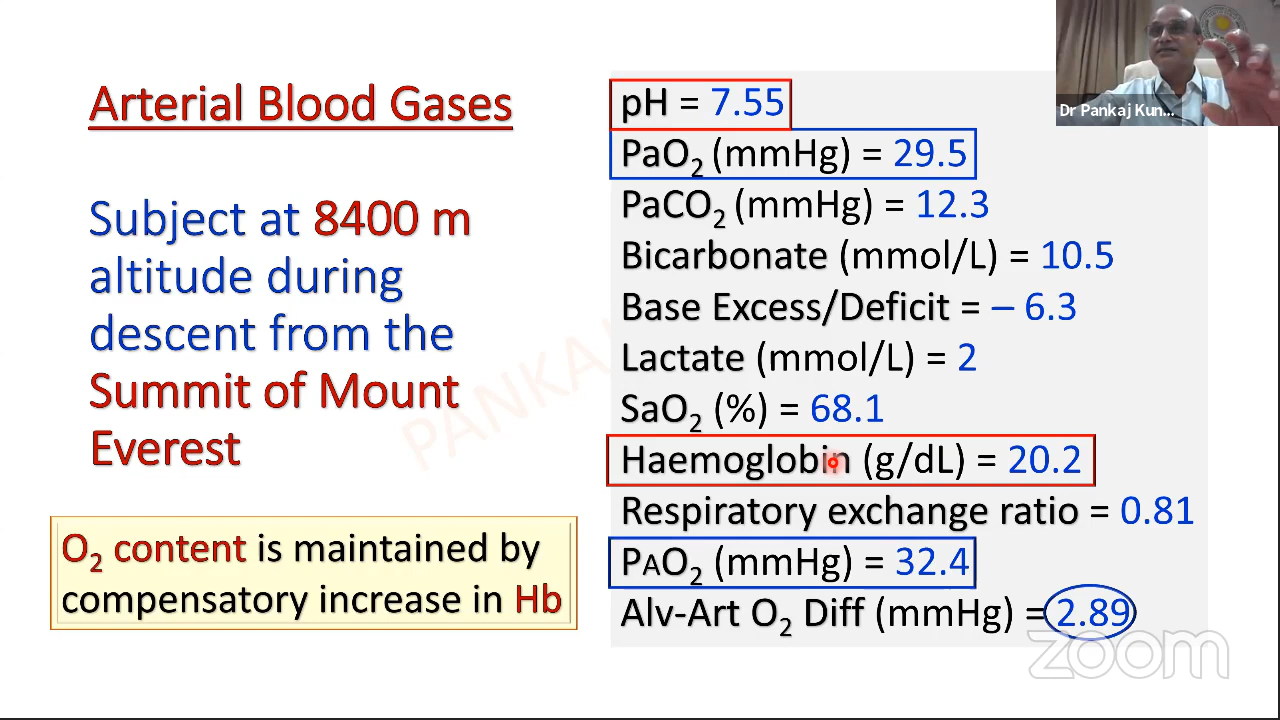 Arterial Blood Gases
Subject at 8400 m
altitude during
descent from the
Summit of Mount
Everest
O₂ content is maintained by
compensatory increase in Hb
pH = 7.55
PaO₂ (mmHg) = 29.5
PaCO₂ (mmHg) = 12.3
Bicarbonate (mmol/L) = 10.5
Base Excess/Deficit = – 6.3
Lactate (mmol/L) = 2
SaO₂ (%) = 68.1
Haemoglobin (g/dL) = 20.2
Respiratory exchange ratio = 0.81
PAO₂ (mmHg) = 32.4
Alv-Art O₂ Diff (mmHg) = 2.89
Dr Pankaj Kun...
PANKA
zoom